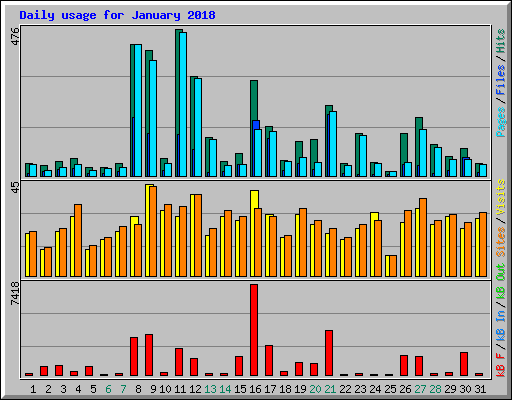 Daily usage for January 2018
476
Pages / Files / Hits
45
Sites / Visits
7418
kB F / kB In / kB Out
1 2 3 4 5 6 7 8 9 10 11 12 13 14 15 16 17 18 19 20 21 22 23 24 25 26 27 28 29 30 31